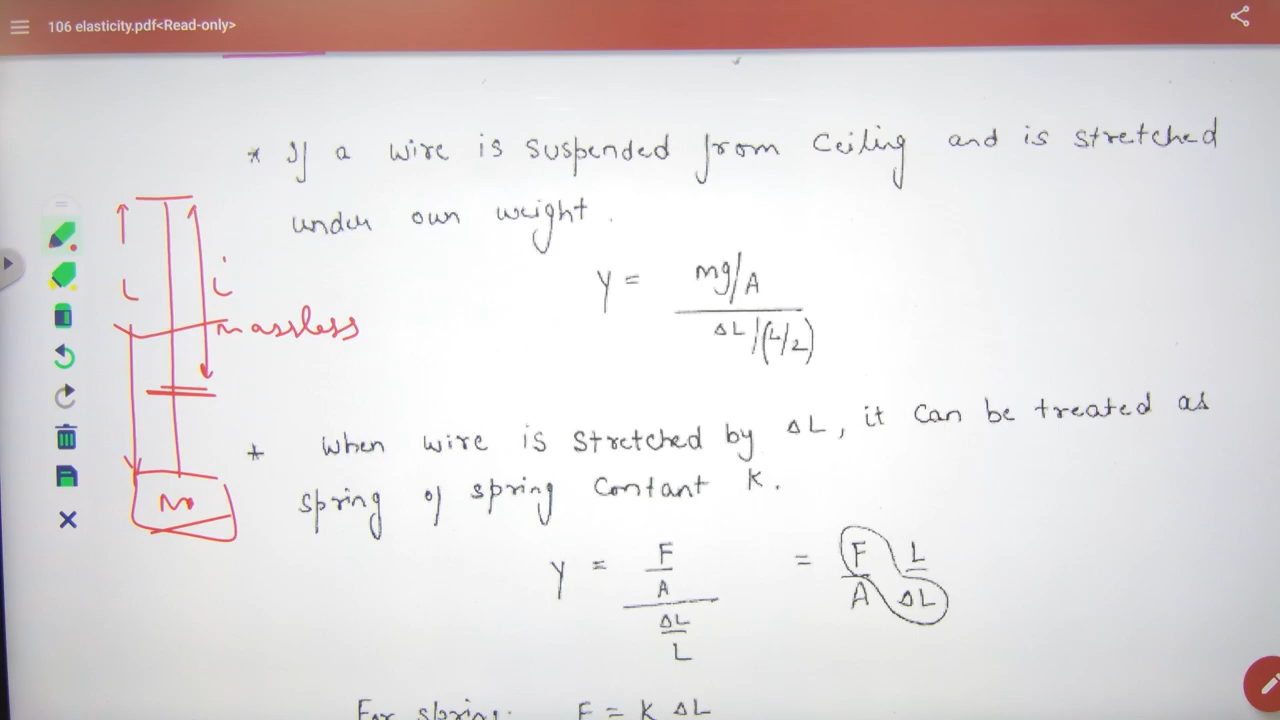 106 elasticity.pdf<Read-only>
* If a wire is suspended from ceiling and is stretched
under own weight.
Y = mg/A / ΔL/(L/2)
L
L
massless
* when wire is stretched by ΔL, it can be treated as
spring of spring constant K.
M
Y = F/A / ΔL/L = F/A L/ΔL
For spring: F = K ΔL